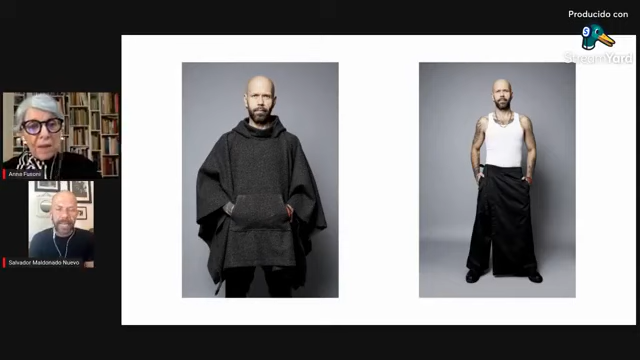 Producido con
StreamYard
Anna Fusoni
Salvador Maldonado Nuevo